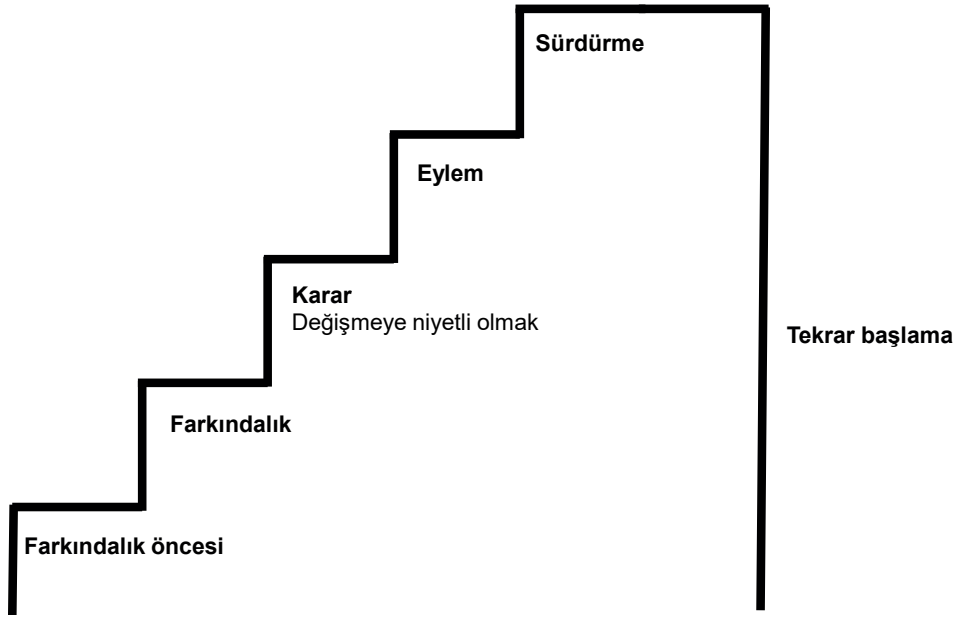 Sürdürme
Eylem
Karar
Değişmeye niyetli olmak
Tekrar başlama
Farkındalık
Farkındalık öncesi